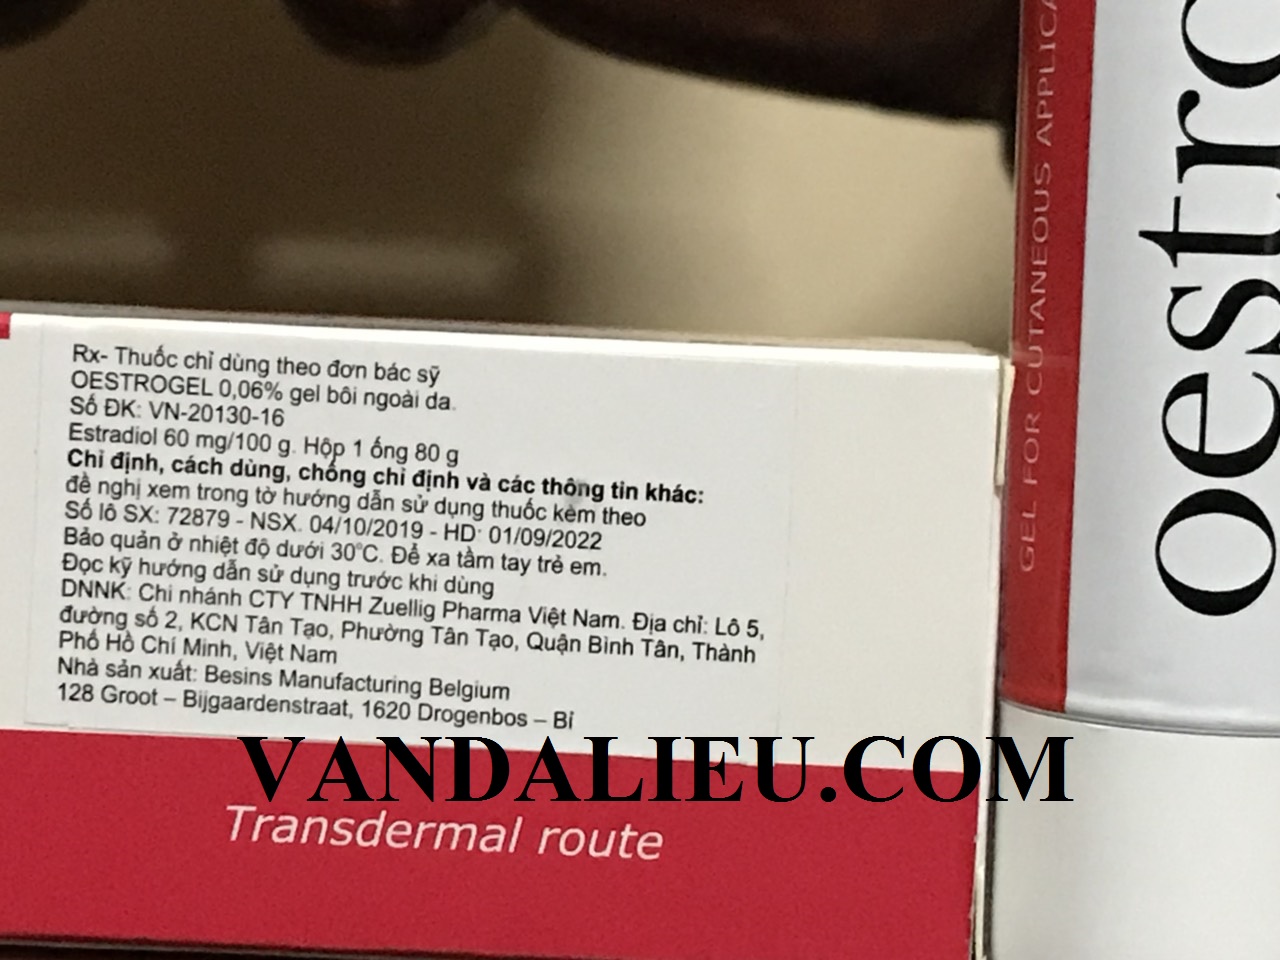 Rx- Thuốc chỉ dùng theo đơn bác sỹ
OESTROGEL 0,06% gel bôi ngoài da.
Số ĐK: VN-20130-16
Estradiol 60 mg/100 g. Hộp 1 ống 80 g
Chỉ định, cách dùng, chống chỉ định và các thông tin khác:
đề nghị xem trong tờ hướng dẫn sử dụng thuốc kèm theo
Số lô SX: 72879 - NSX. 04/10/2019 - HD: 01/09/2022
Bảo quản ở nhiệt độ dưới 30°C. Để xa tầm tay trẻ em.
Đọc kỹ hướng dẫn sử dụng trước khi dùng
DNNK: Chi nhánh CTY TNHH Zuellig Pharma Việt Nam. Địa chỉ: Lô 5,
đường số 2, KCN Tân Tạo, Phường Tân Tạo, Quận Bình Tân, Thành
Phố Hồ Chí Minh, Việt Nam
Nhà sản xuất: Besins Manufacturing Belgium
128 Groot – Bijgaardenstraat, 1620 Drogenbos – Bỉ
VANDALIEU.COM
Transdermal route
GEL FOR CUTANEOUS APPLICA
oestro